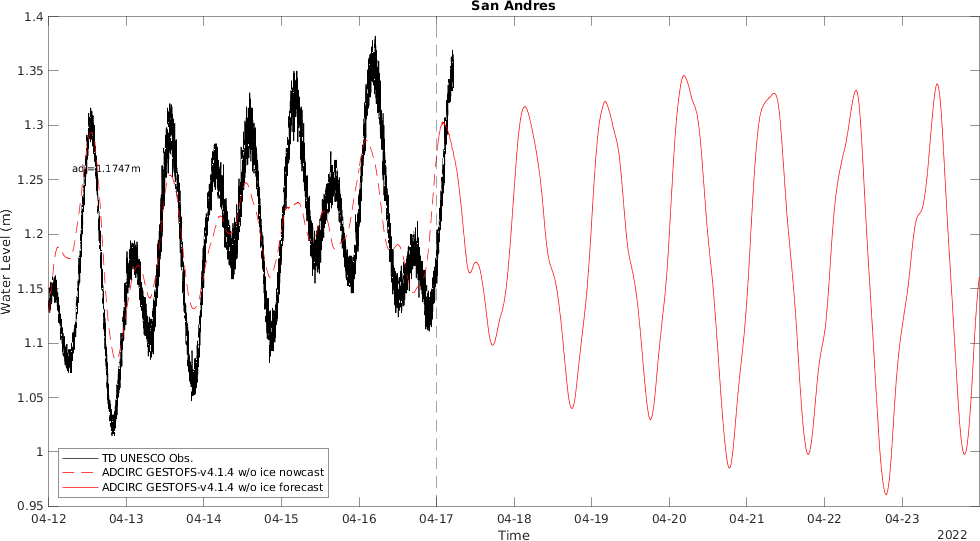 San Andres
1.4
1.35
1.3
1.25
1.2
1.15
1.1
1.05
1
0.95
Water Level (m)
adj=1.1747m
TD UNESCO Obs.
ADCIRC GESTOFS-v4.1.4 w/o ice nowcast
ADCIRC GESTOFS-v4.1.4 w/o ice forecast
04-12 04-13 04-14 04-15 04-16 04-17 04-18 04-19 04-20 04-21 04-22 04-23
Time
2022